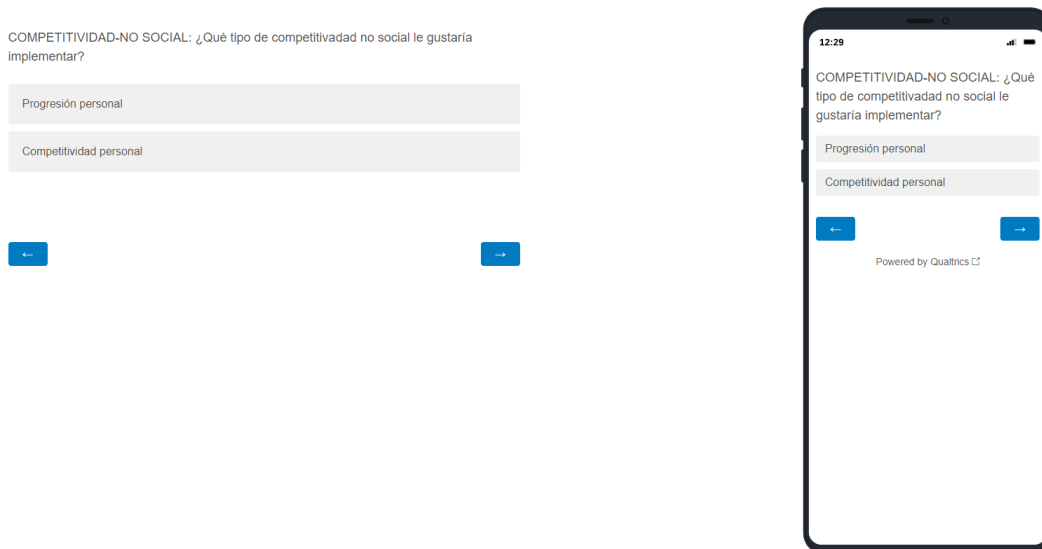 COMPETITIVIDAD-NO SOCIAL: ¿Qué tipo de competitivadad no social le gustaría
implementar?
Progresión personal
Competitividad personal
←
→
12:29
COMPETITIVIDAD-NO SOCIAL: ¿Qué
tipo de competitivadad no social le
gustaría implementar?
Progresión personal
Competitividad personal
←
→
Powered by Qualtrics